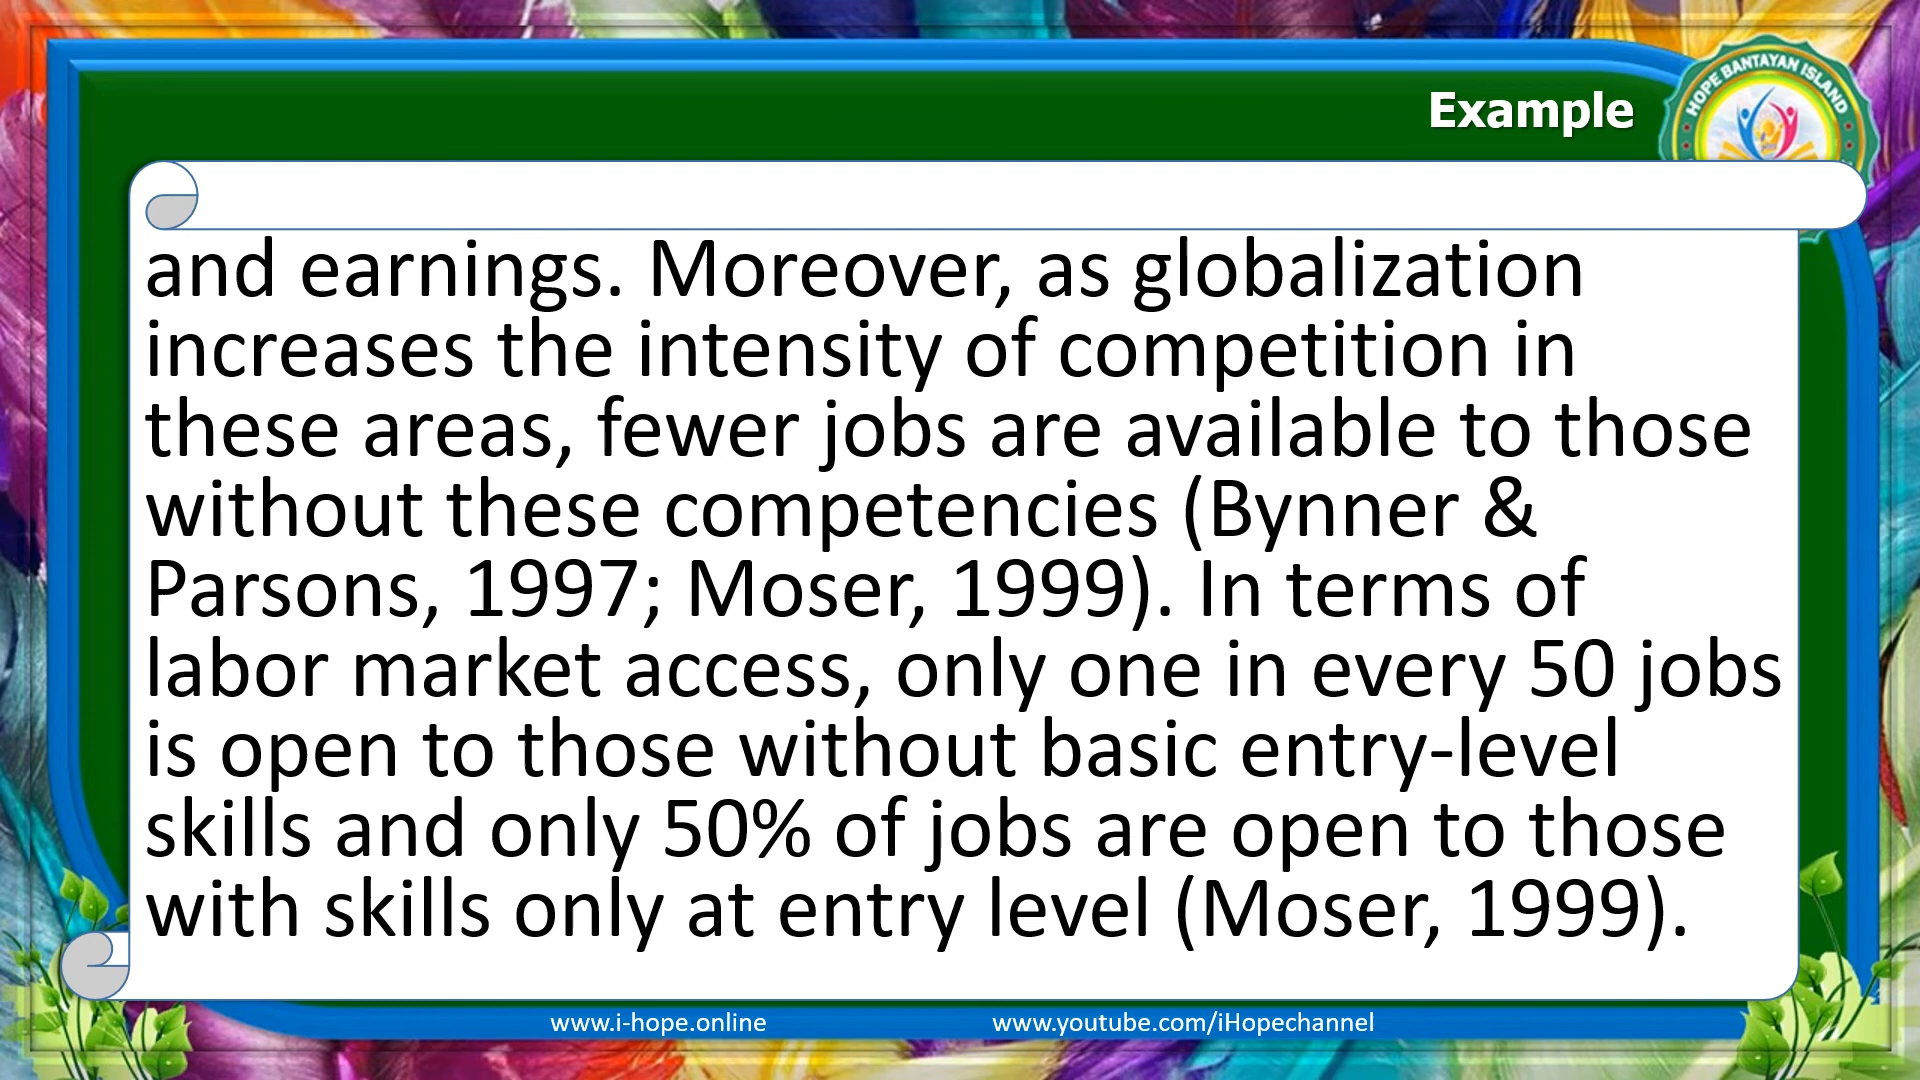 Example
HOPE BANTAYAN ISLAND
and earnings. Moreover, as globalization
increases the intensity of competition in
these areas, fewer jobs are available to those
without these competencies (Bynner &
Parsons, 1997; Moser, 1999). In terms of
labor market access, only one in every 50 jobs
is open to those without basic entry-level
skills and only 50% of jobs are open to those
with skills only at entry level (Moser, 1999).
www.i-hope.online
www.youtube.com/iHopechannel